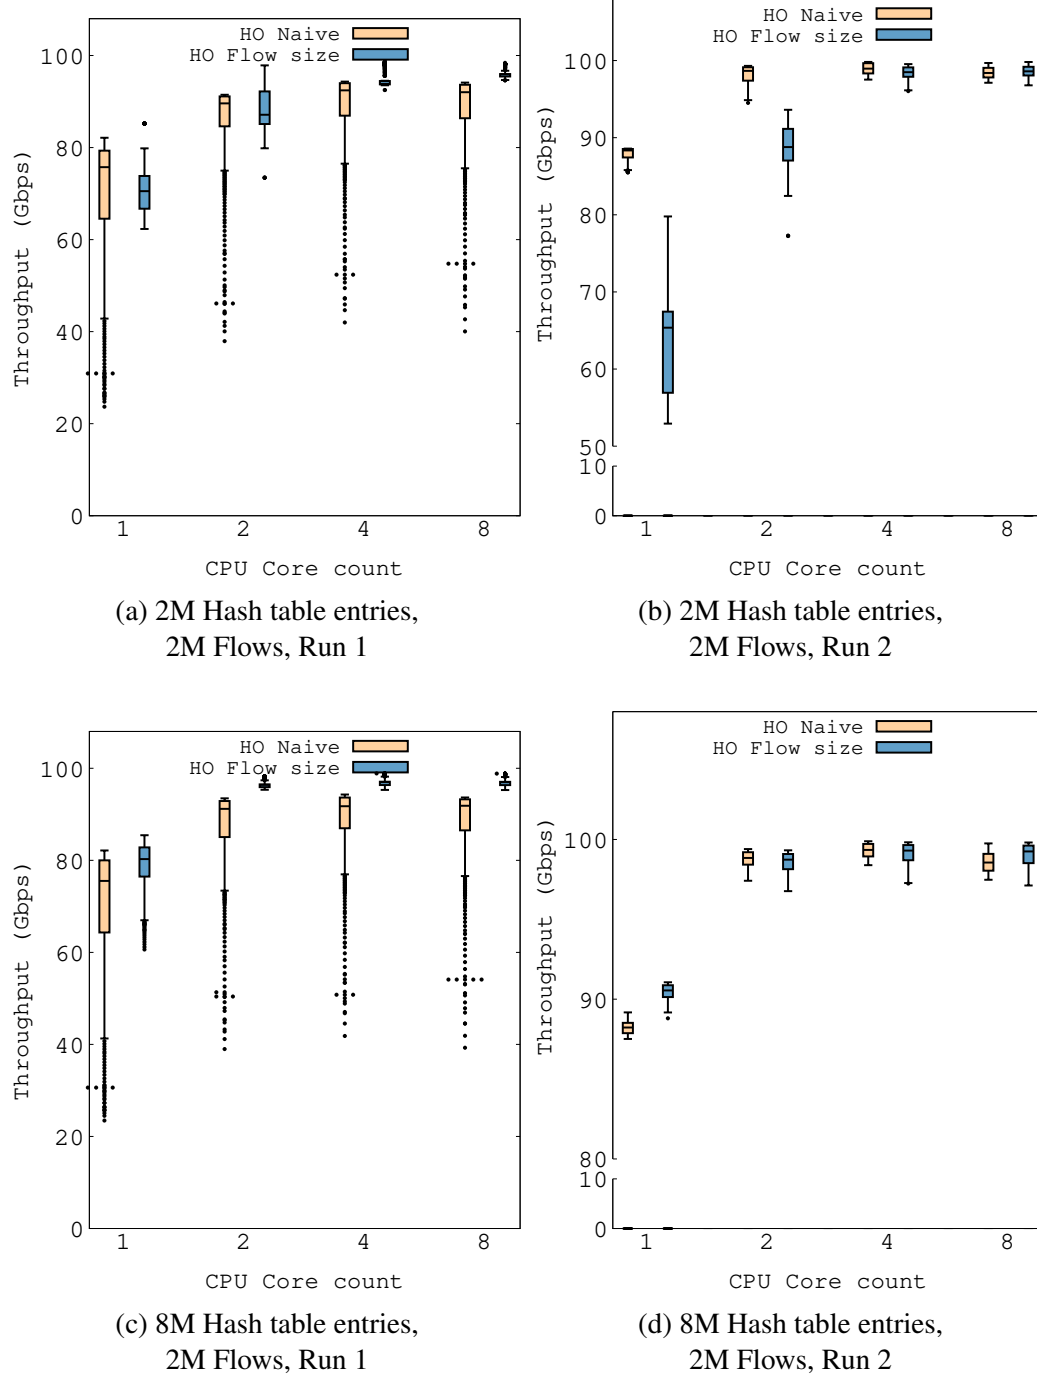 HO Naive
HO Flow size
100
80
60
40
20
0
Throughput (Gbps)
1 2 4 8
CPU Core count
(a) 2M Hash table entries,
2M Flows, Run 1
HO Naive
HO Flow size
100
90
80
70
60
50
10
0
Throughput (Gbps)
1 2 4 8
CPU Core count
(b) 2M Hash table entries,
2M Flows, Run 2
HO Naive
HO Flow size
100
80
60
40
20
0
Throughput (Gbps)
1 2 4 8
CPU Core count
(c) 8M Hash table entries,
2M Flows, Run 1
HO Naive
HO Flow size
100
90
80
10
0
Throughput (Gbps)
1 2 4 8
CPU Core count
(d) 8M Hash table entries,
2M Flows, Run 2